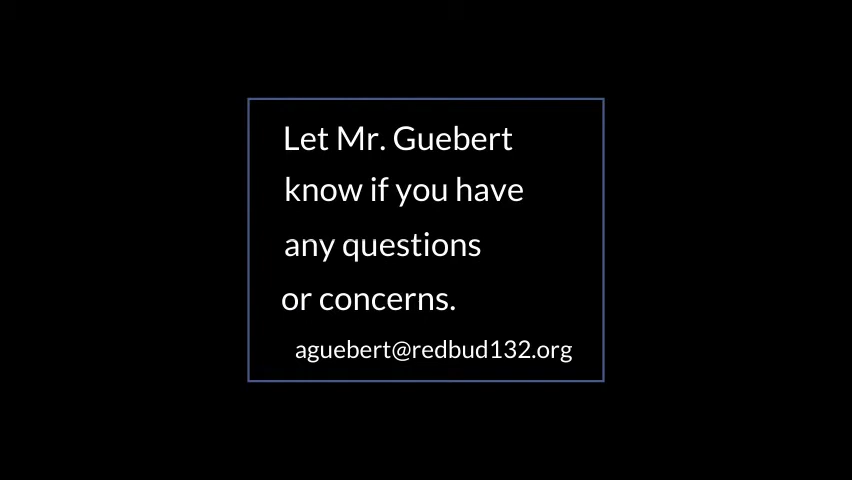 Let Mr. Guebert
know if you have
any questions
or concerns.
aguebert@redbud132.org